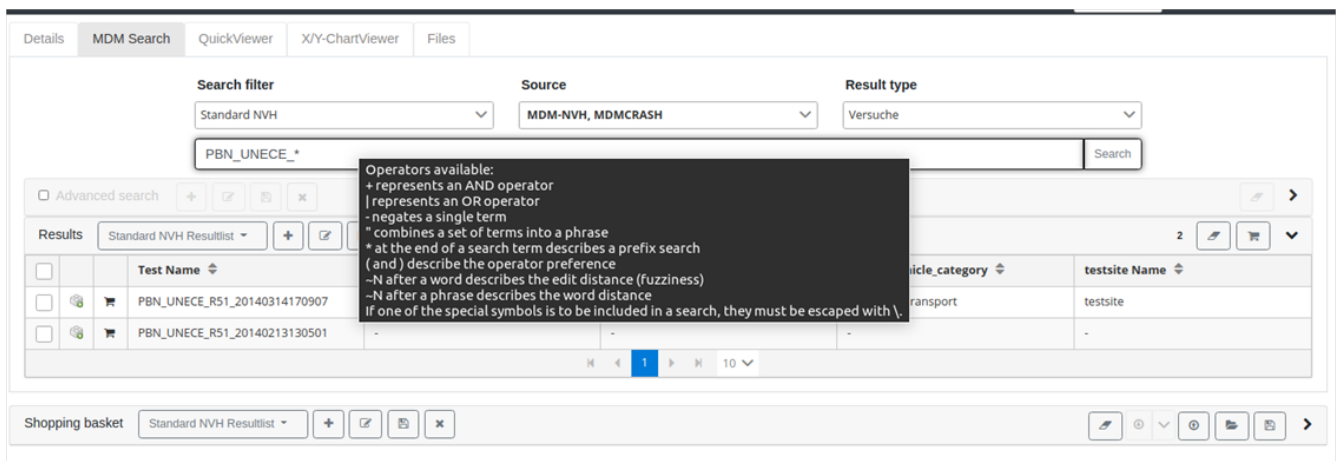 Details MDM Search QuickViewer X/Y-ChartViewer Files
Search filter Source Result type
Standard NVH MDM-NVH, MDMCRASH Versuche
PBN_UNECE_* Search
Operators available:
+ represents an AND operator
| represents an OR operator
- negates a single term
" combines a set of terms into a phrase
* at the end of a search term describes a prefix search
( and ) describe the operator preference
~N after a word describes the edit distance (fuzziness)
~N after a phrase describes the word distance
If one of the special symbols is to be included in a search, they must be escaped with \.
Advanced search
Results Standard NVH Resultlist 2
Test Name hicle_category testsite Name
PBN_UNECE_R51_20140314170907 ransport testsite
PBN_UNECE_R51_20140213130501 - - - -
1 10
Shopping basket Standard NVH Resultlist